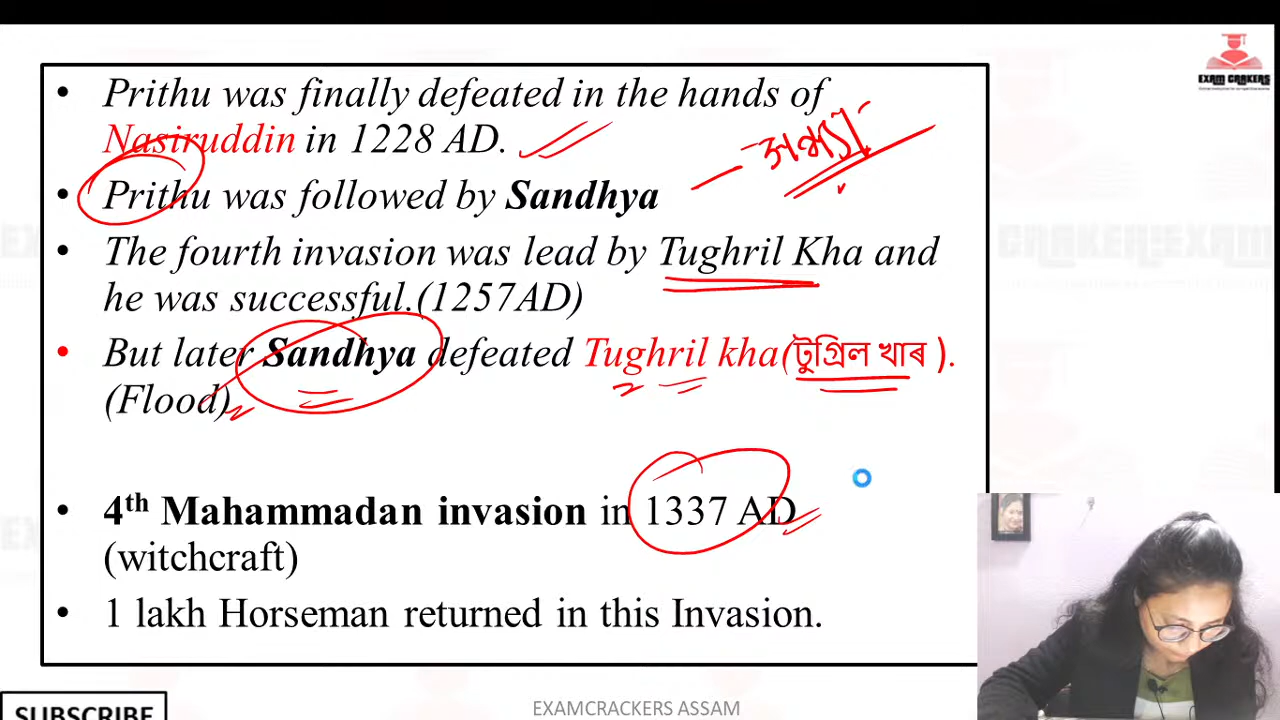 EXAM CRAKERS
• Prithu was finally defeated in the hands of
Nasiruddin in 1228 AD.
• Prithu was followed by Sandhya
• The fourth invasion was lead by Tughril Kha and
he was successful.(1257AD)
• But later Sandhya defeated Tughril kha(টুগ্ৰিল খাৰ ).
(Flood)
• 4th Mahammadan invasion in 1337 AD
(witchcraft)
• 1 lakh Horseman returned in this Invasion.
SUBSCRIBE
EXAMCRACKERS ASSAM